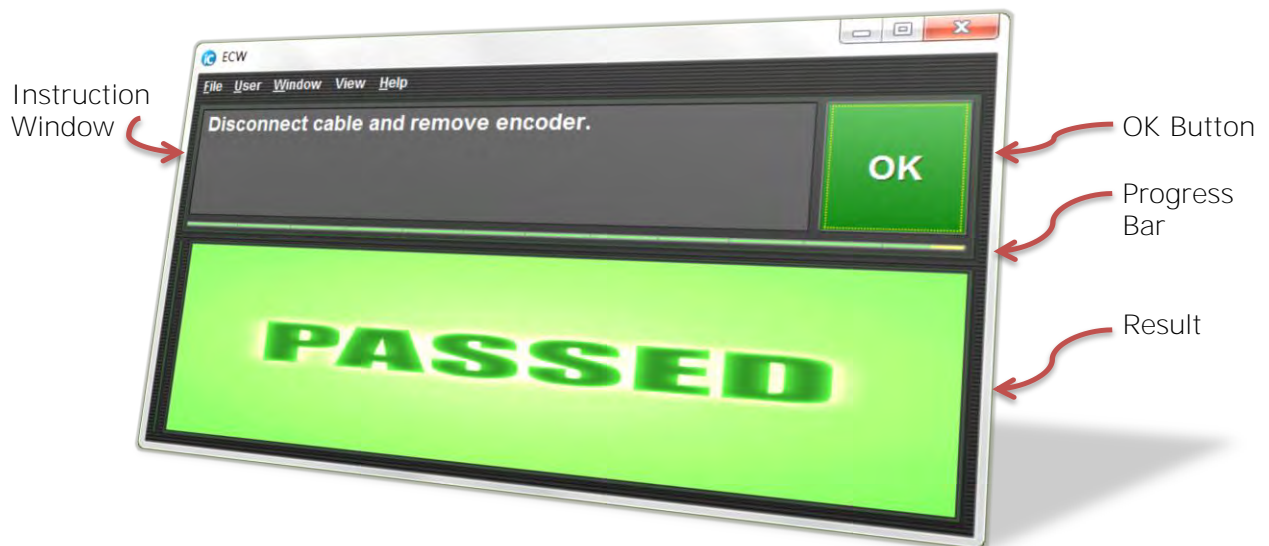 iC ECW
File User Window View Help
Instruction
Window
Disconnect cable and remove encoder.
OK
OK Button
Progress
Bar
PASSED
Result